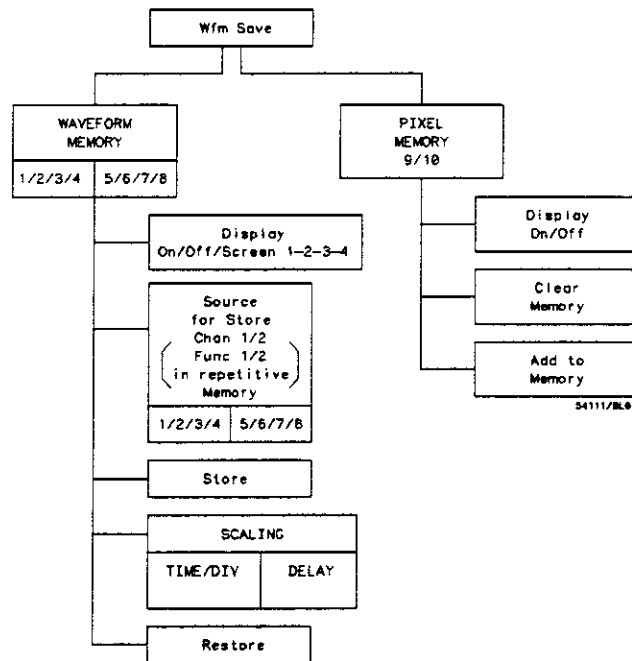 Wfm Save
WAVEFORM
MEMORY
1/2/3/4
5/6/7/8
PIXEL
MEMORY
9/10
Display
On/Off/Screen 1-2-3-4
Source
for Store
Chan 1/2
Func 1/2
in repetitive
Memory
1/2/3/4
5/6/7/8
Store
SCALING
TIME/DIV
DELAY
Restore
Display
On/Off
Clear
Memory
Add to
Memory